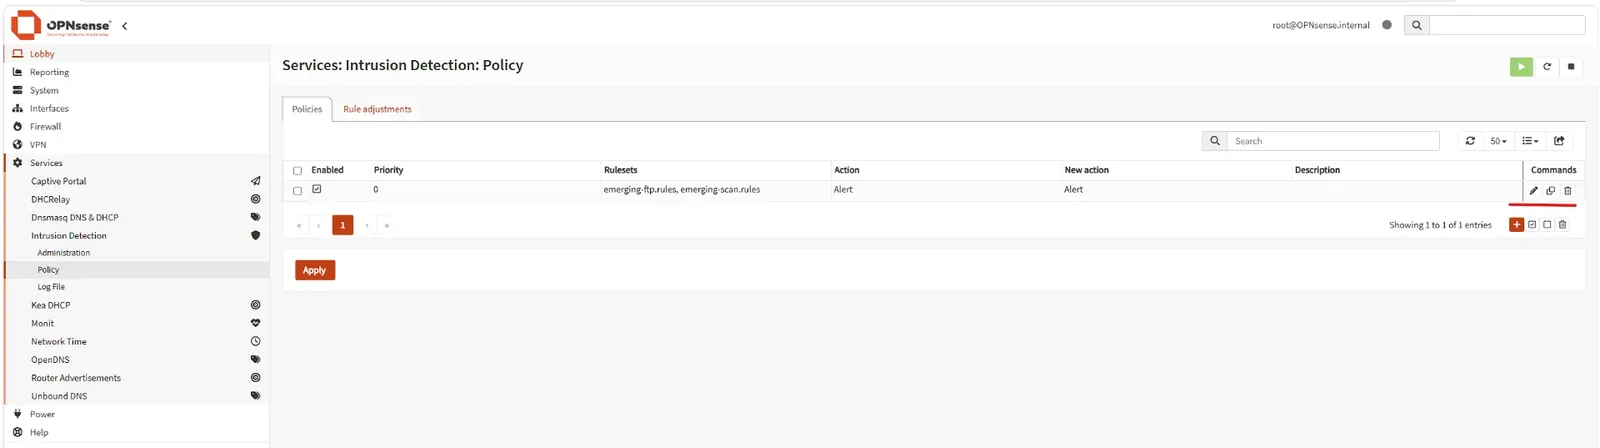 OPNsense
root@OPNsense.internal
Lobby
Reporting
System
Interfaces
Firewall
VPN
Services
Captive Portal
DHCRelay
Dnsmasq DNS & DHCP
Intrusion Detection
Administration
Policy
Log File
Kea DHCP
Monit
Network Time
OpenDNS
Router Advertisements
Unbound DNS
Power
Help
Services: Intrusion Detection: Policy
Policies Rule adjustments
Search 50
Enabled Priority Rulesets Action New action Description Commands
0 emerging-ftp.rules, emerging-scan.rules Alert Alert
« ‹ 1 › » Showing 1 to 1 of 1 entries
Apply